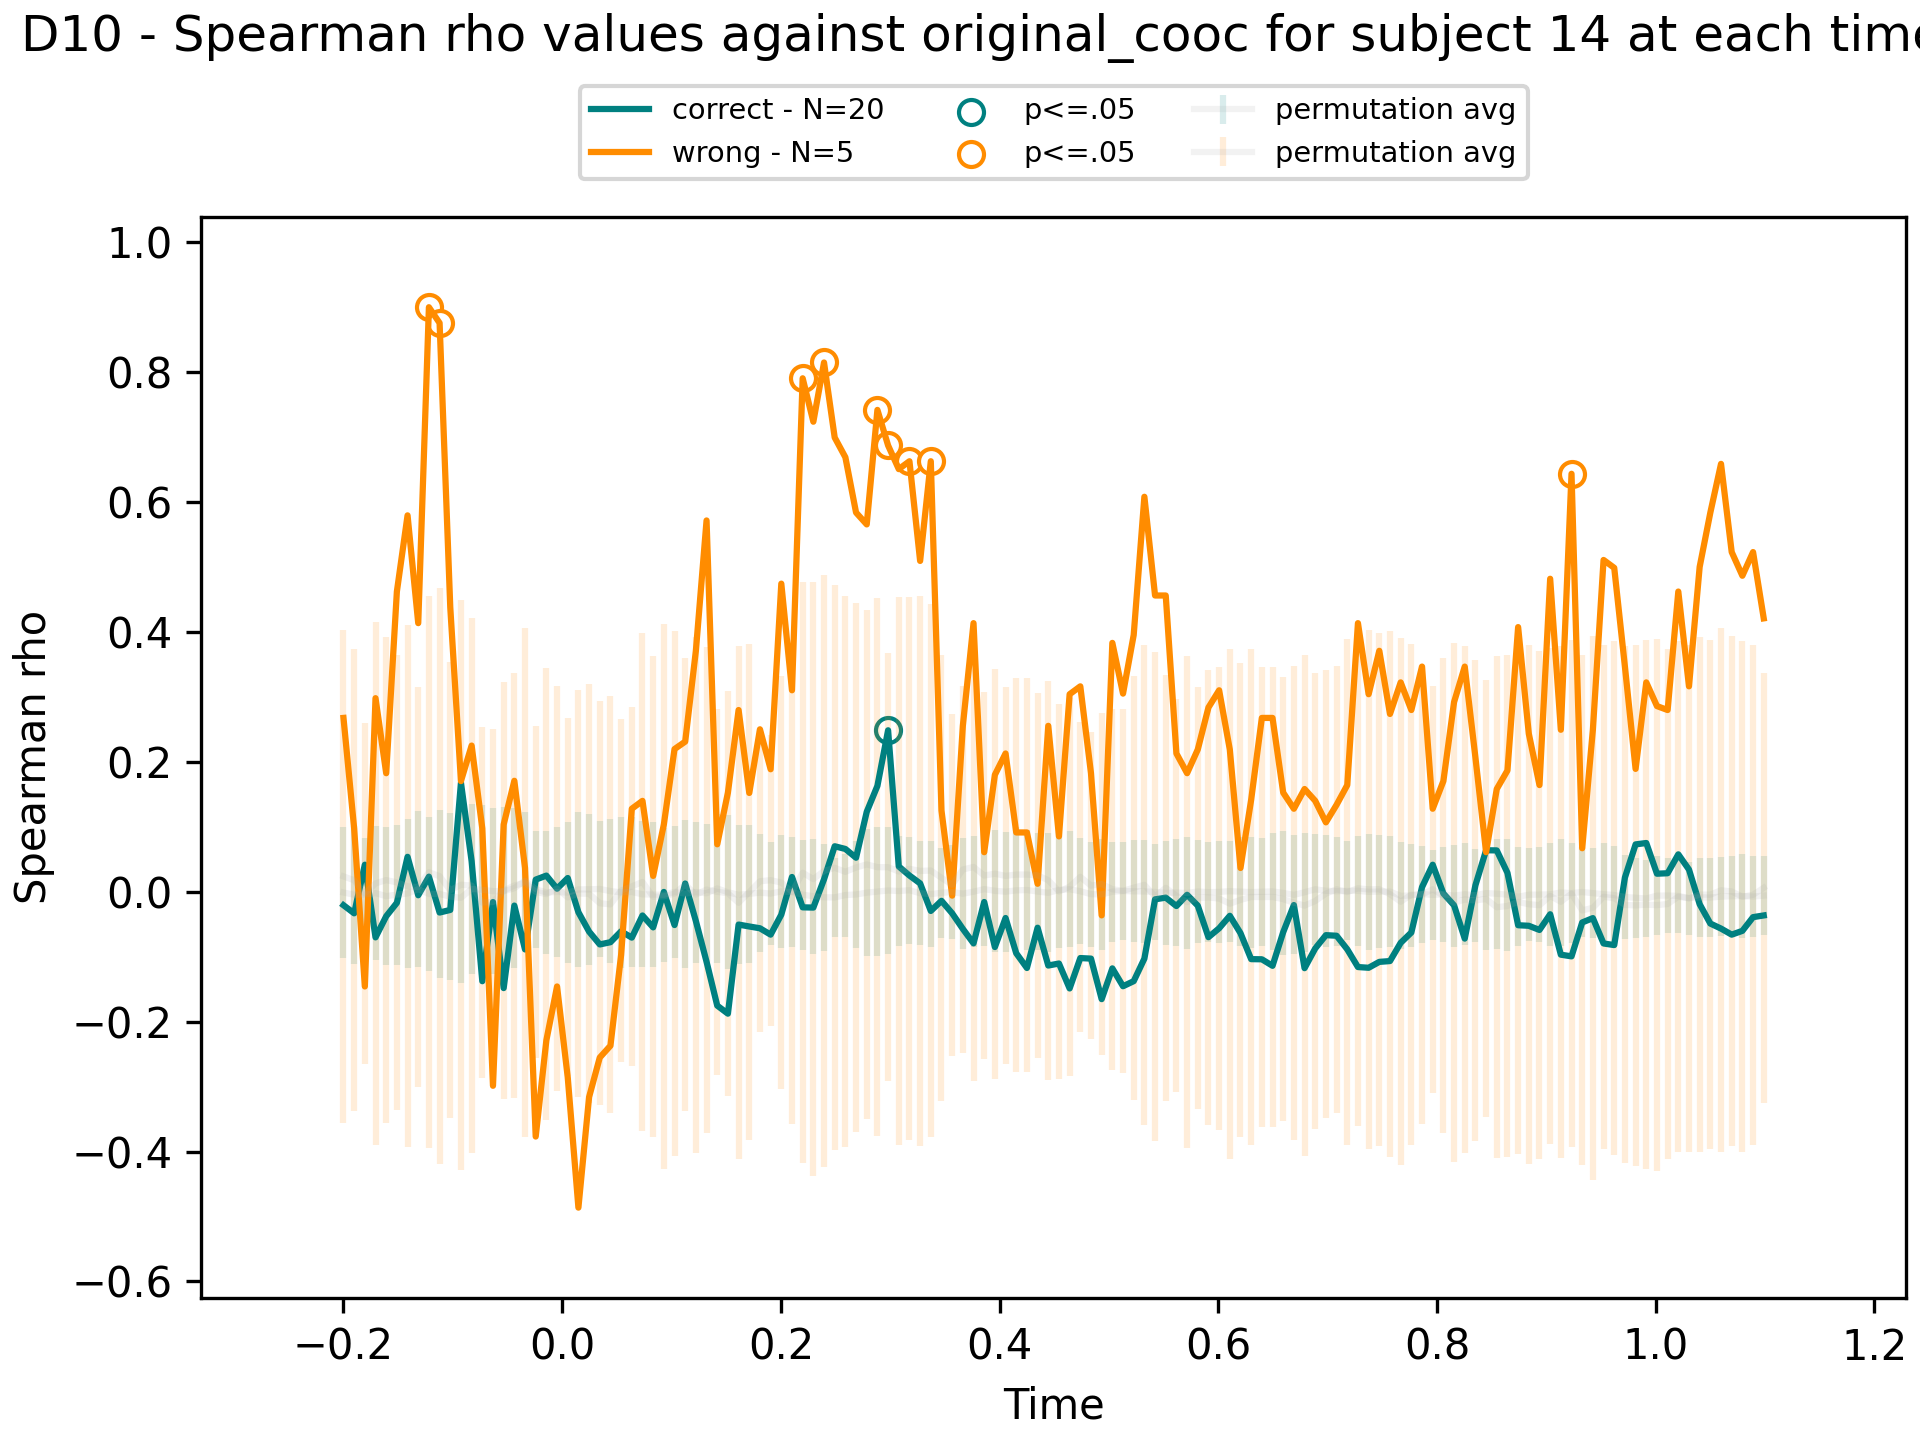 D10 - Spearman rho values against original_cooc for subject 14 at each time
correct - N=20 p<=.05 permutation avg
wrong - N=5 p<=.05 permutation avg
1.0
0.8
0.6
0.4
0.2
0.0
−0.2
−0.4
−0.6
Spearman rho
−0.2 0.0 0.2 0.4 0.6 0.8 1.0 1.2
Time